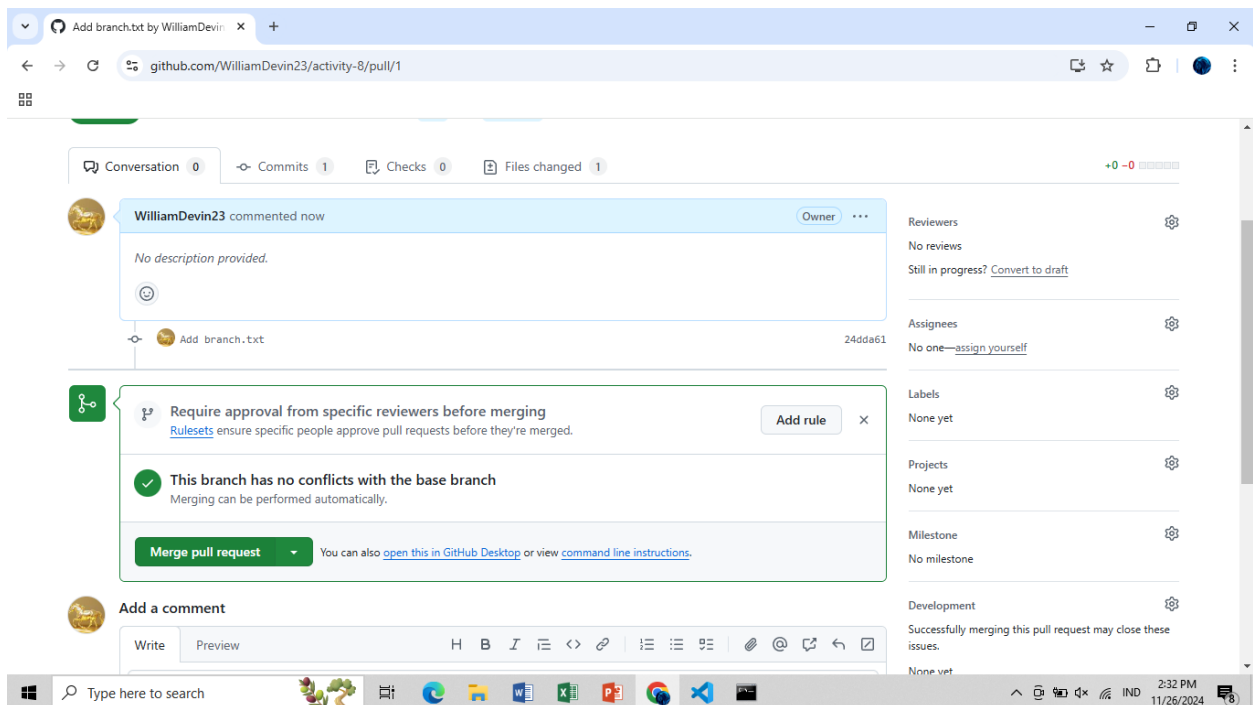 Add branch.txt by WilliamDevin
github.com/WilliamDevin23/activity-8/pull/1
Conversation 0
Commits 1
Checks 0
Files changed 1
+0 −0
WilliamDevin23 commented now
Owner
No description provided.
Add branch.txt
24dda61
Require approval from specific reviewers before merging
Rulesets ensure specific people approve pull requests before they're merged.
Add rule
This branch has no conflicts with the base branch
Merging can be performed automatically.
Merge pull request
You can also open this in GitHub Desktop or view command line instructions.
Add a comment
Write
Preview
Reviewers
No reviews
Still in progress? Convert to draft
Assignees
No one—assign yourself
Labels
None yet
Projects
None yet
Milestone
No milestone
Development
Successfully merging this pull request may close these
issues.
None yet
Type here to search
IND
2:32 PM
11/26/2024
8